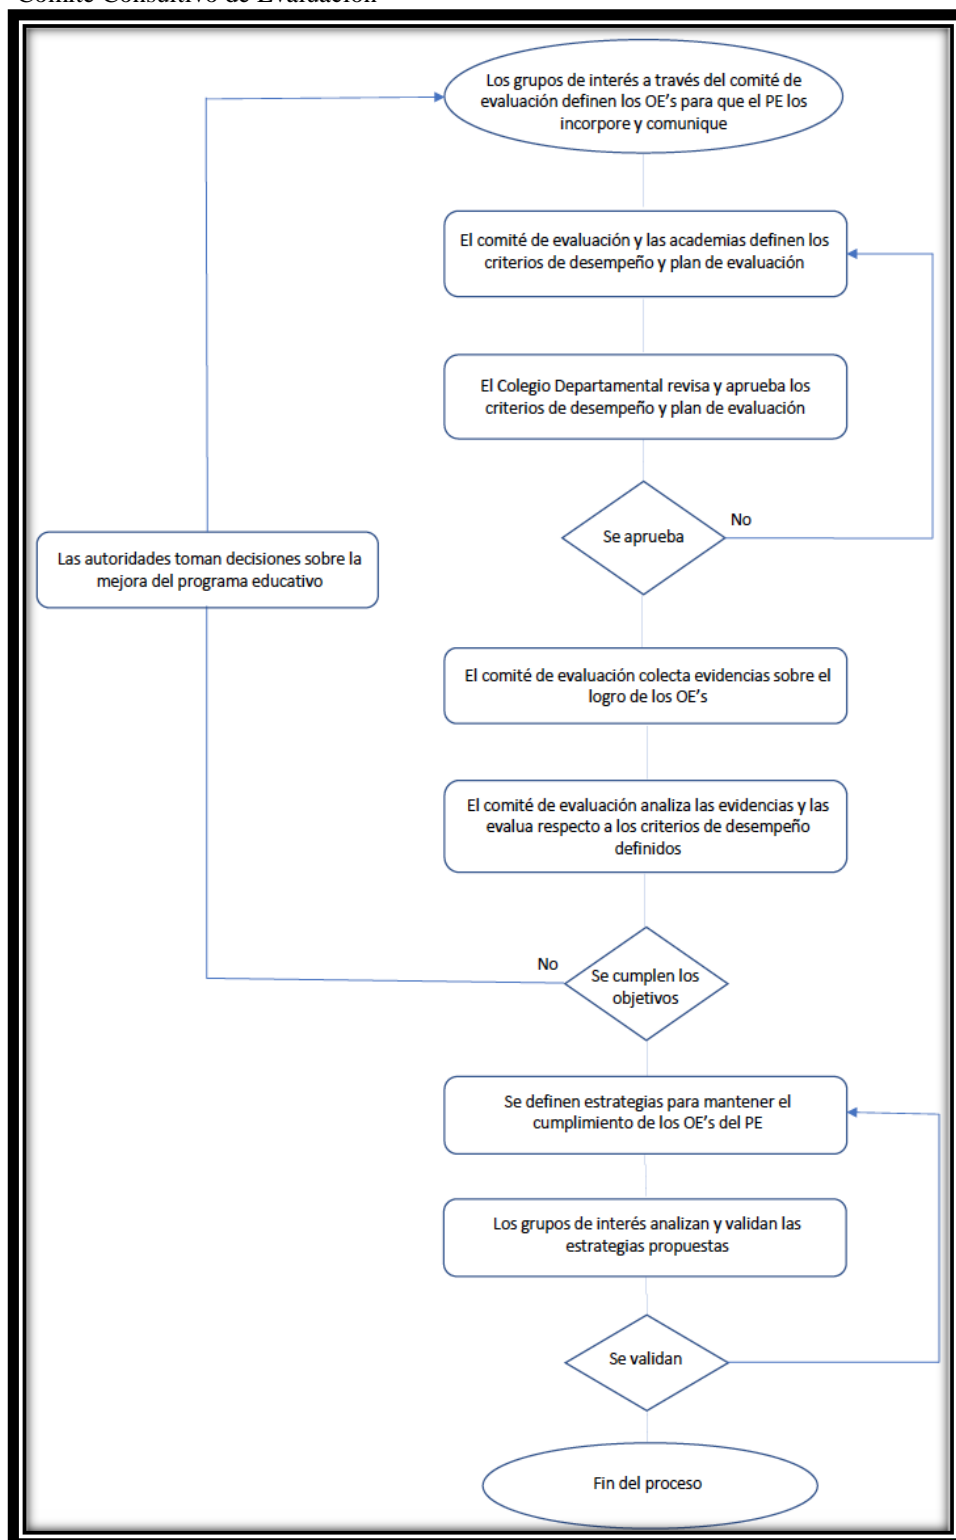 Comité Consultivo de Evaluación
Los grupos de interés a través del comité de
evaluación definen los OE's para que el PE los
incorpore y comunique
El comité de evaluación y las academias definen los
criterios de desempeño y plan de evaluación
El Colegio Departamental revisa y aprueba los
criterios de desempeño y plan de evaluación
Se aprueba
No
Las autoridades toman decisiones sobre la
mejora del programa educativo
El comité de evaluación colecta evidencias sobre el
logro de los OE's
El comité de evaluación analiza las evidencias y las
evalua respecto a los criterios de desempeño
definidos
No
Se cumplen los
objetivos
Se definen estrategias para mantener el
cumplimiento de los OE's del PE
Los grupos de interés analizan y validan las
estrategias propuestas
Se validan
Fin del proceso